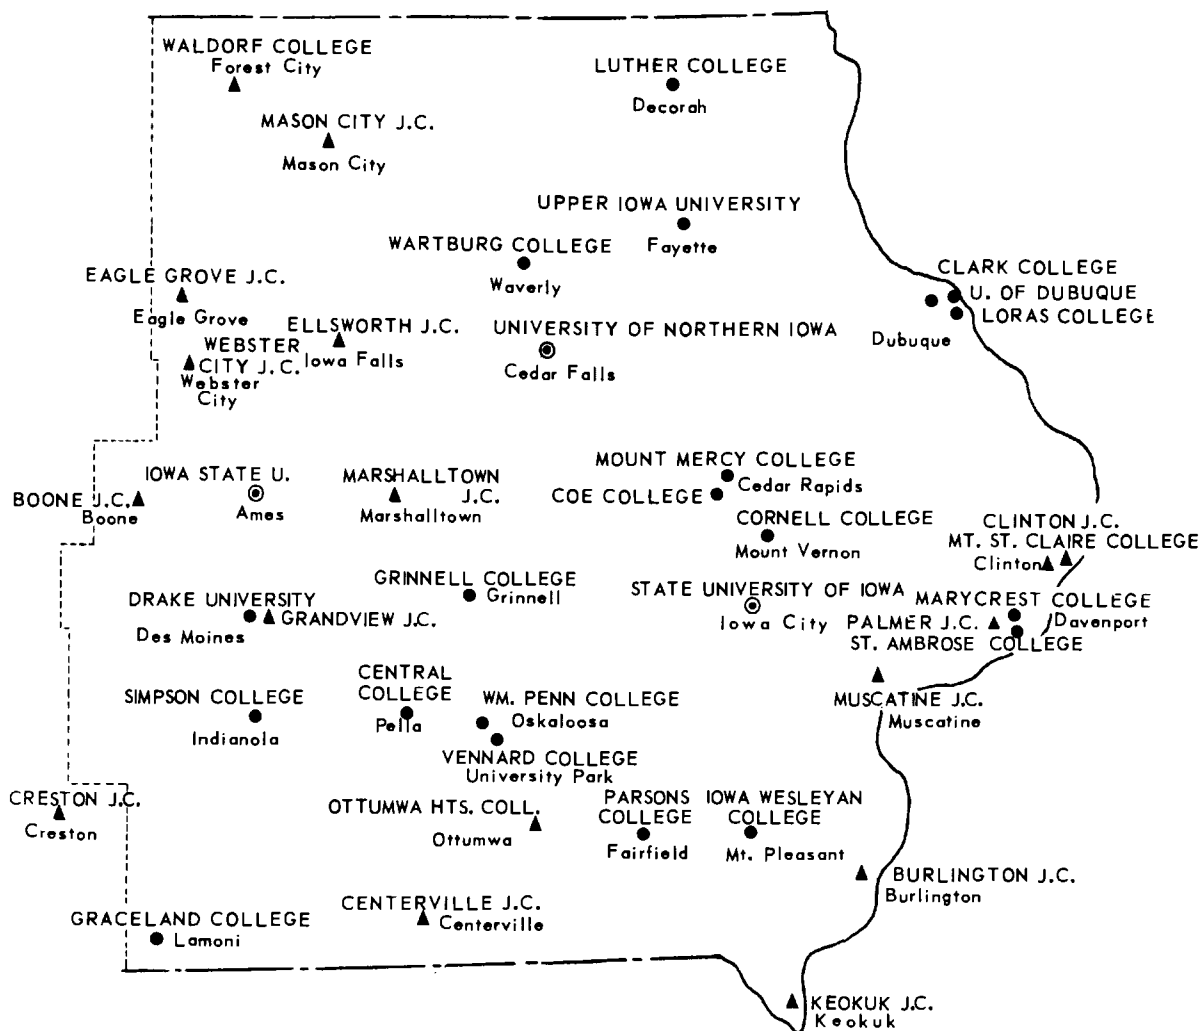 WALDORF COLLEGE
Forest City
LUTHER COLLEGE
Decorah
MASON CITY J.C.
Mason City
UPPER IOWA UNIVERSITY
Fayette
WARTBURG COLLEGE
Waverly
CLARK COLLEGE
U. OF DUBUQUE
LORAS COLLEGE
Dubuque
EAGLE GROVE J.C.
Eagle Grove
ELLSWORTH J.C.
Iowa Falls
UNIVERSITY OF NORTHERN IOWA
Cedar Falls
WEBSTER
CITY J.C.
Webster
City
MOUNT MERCY COLLEGE
Cedar Rapids
COE COLLEGE
IOWA STATE U.
Ames
MARSHALLTOWN
J.C.
Marshalltown
BOONE J.C.
Boone
CORNELL COLLEGE
Mount Vernon
CLINTON J.C.
MT. ST. CLAIRE COLLEGE
Clinton
GRINNELL COLLEGE
Grinnell
STATE UNIVERSITY OF IOWA
Iowa City
MARYCREST COLLEGE
PALMER J.C.
Davenport
ST. AMBROSE COLLEGE
DRAKE UNIVERSITY
GRANDVIEW J.C.
Des Moines
CENTRAL
COLLEGE
Pella
SIMPSON COLLEGE
Indianola
WM. PENN COLLEGE
Oskaloosa
VENNARD COLLEGE
University Park
MUSCATINE J.C.
Muscatine
CRESTON J.C.
Creston
OTTUMWA HTS. COLL.
Ottumwa
PARSONS
COLLEGE
Fairfield
IOWA WESLEYAN
COLLEGE
Mt. Pleasant
BURLINGTON J.C.
Burlington
CENTERVILLE J.C.
Centerville
GRACELAND COLLEGE
Lamoni
KEOKUK J.C.
Keokuk